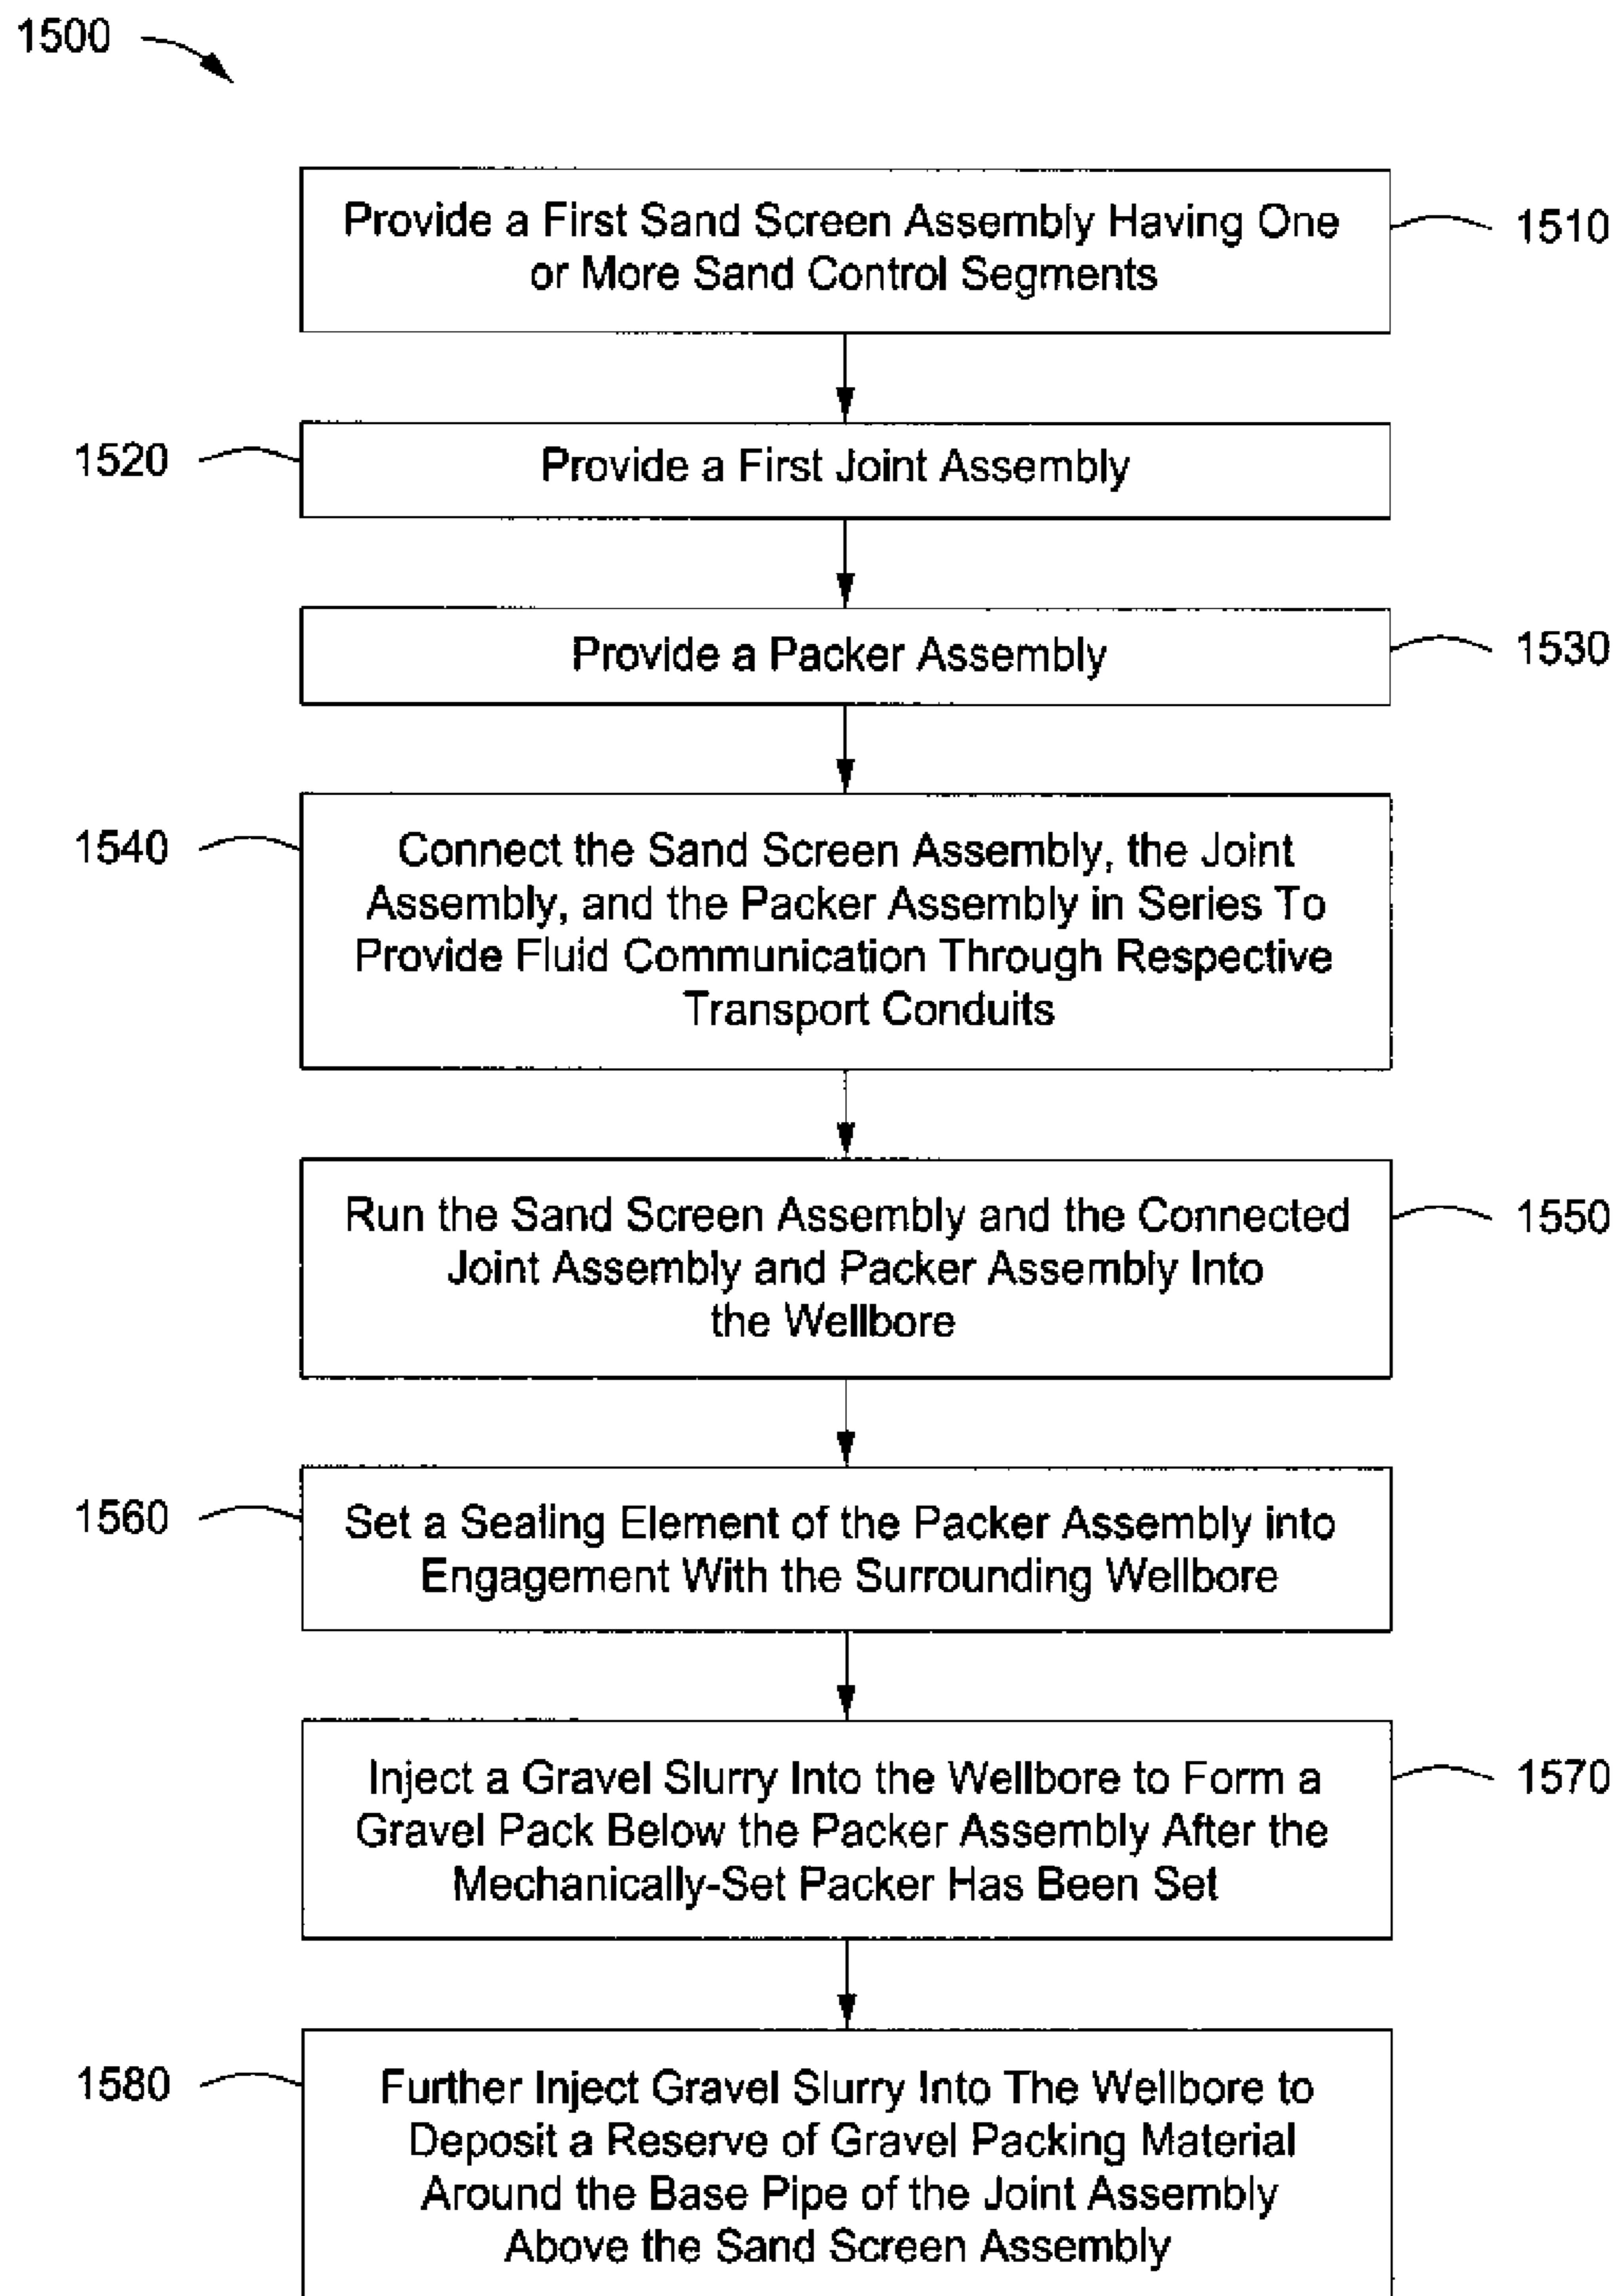 1500
Provide a First Sand Screen Assembly Having One
or More Sand Control Segments
1510
1520
Provide a First Joint Assembly
Provide a Packer Assembly
1530
1540
Connect the Sand Screen Assembly, the Joint
Assembly, and the Packer Assembly in Series To
Provide Fluid Communication Through Respective
Transport Conduits
Run the Sand Screen Assembly and the Connected
Joint Assembly and Packer Assembly Into
the Wellbore
1550
1560
Set a Sealing Element of the Packer Assembly into
Engagement With the Surrounding Wellbore
Inject a Gravel Slurry Into the Wellbore to Form a
Gravel Pack Below the Packer Assembly After the
Mechanically-Set Packer Has Been Set
1570
1580
Further Inject Gravel Slurry Into The Wellbore to
Deposit a Reserve of Gravel Packing Material
Around the Base Pipe of the Joint Assembly
Above the Sand Screen Assembly